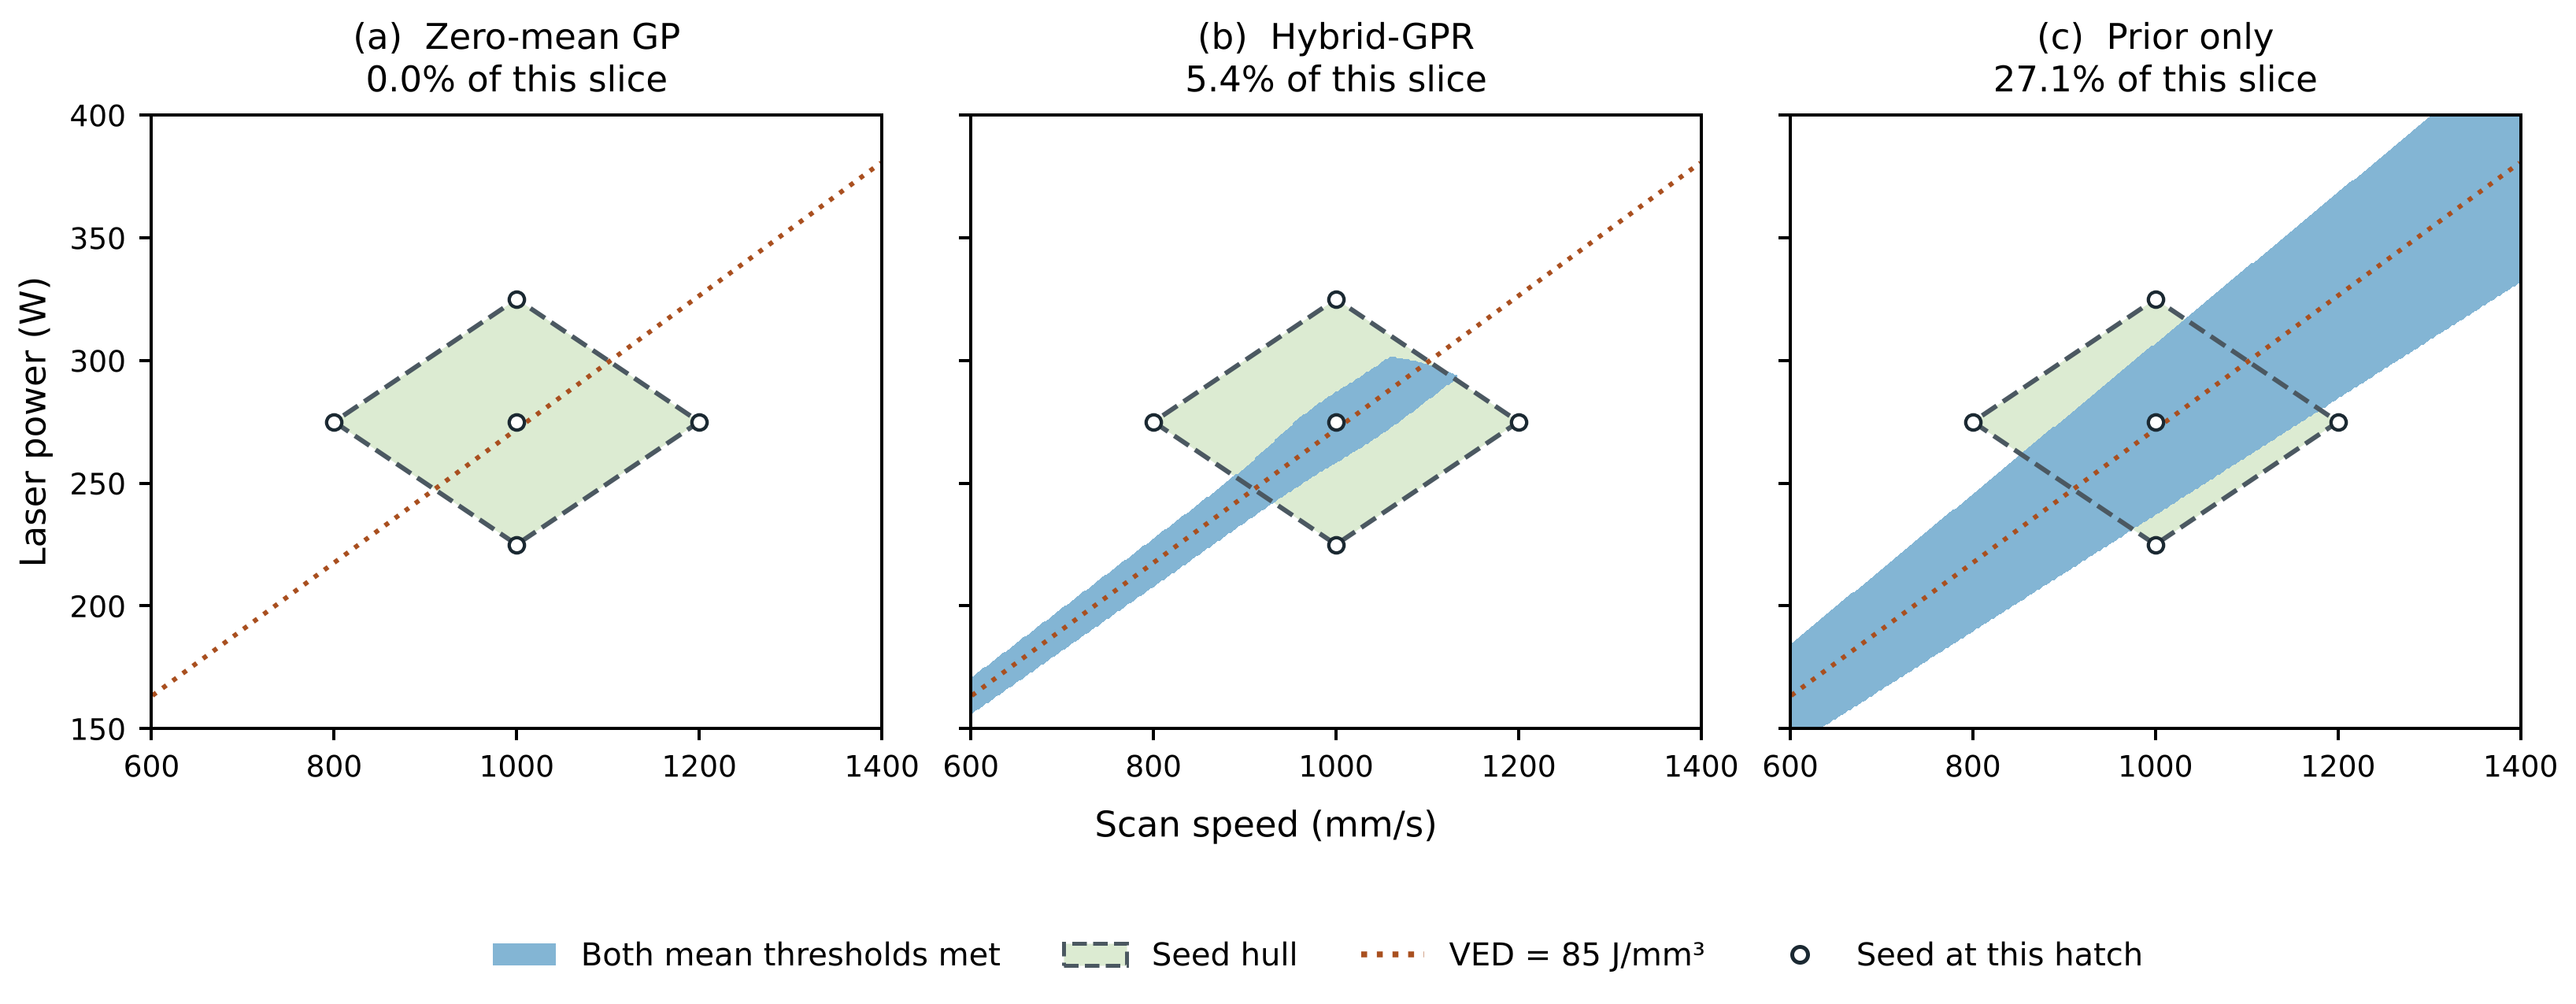 (a)  Zero-mean GP
0.0% of this slice
(b)  Hybrid-GPR
5.4% of this slice
(c)  Prior only
27.1% of this slice
Laser power (W)
400
350
300
250
200
150
600 800 1000 1200 1400
600 800 1000 1200 1400
600 800 1000 1200 1400
Scan speed (mm/s)
Both mean thresholds met
Seed hull
VED = 85 J/mm³
Seed at this hatch